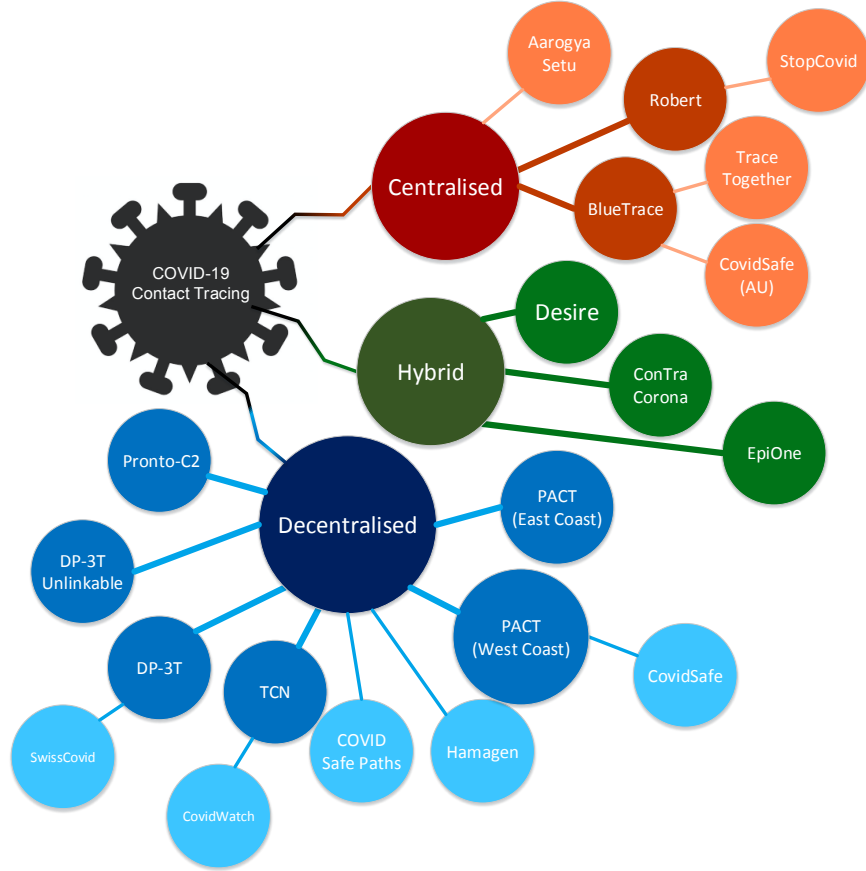 Aarogya
Setu
StopCovid
Robert
Centralised
Trace
Together
BlueTrace
CovidSafe
(AU)
COVID-19
Contact Tracing
Desire
Hybrid
ConTra
Corona
EpiOne
Pronto-C2
Decentralised
PACT
(East Coast)
DP-3T
Unlinkable
PACT
(West Coast)
DP-3T
TCN
CovidSafe
SwissCovid
COVID
Safe Paths
Hamagen
CovidWatch